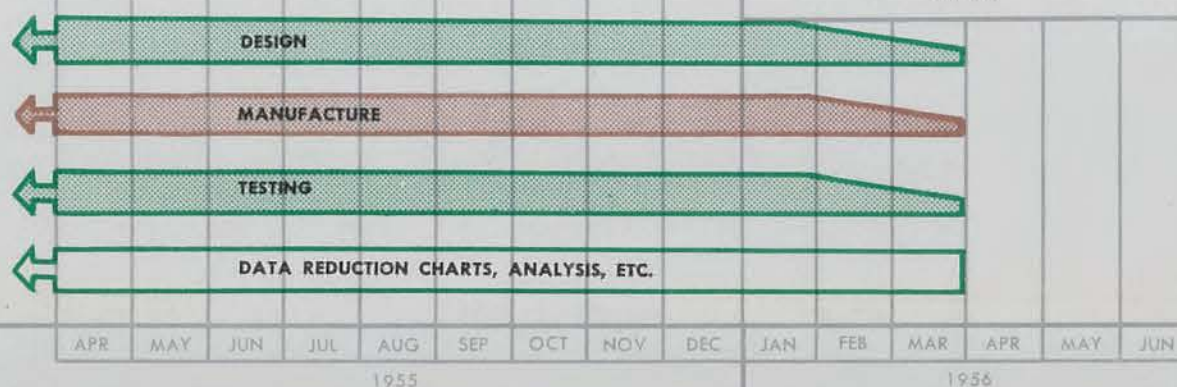 DESIGN
MANUFACTURE
TESTING
DATA REDUCTION CHARTS, ANALYSIS, ETC.
APR MAY JUN JUL AUG SEP OCT NOV DEC JAN FEB MAR APR MAY JUN
1955 1956